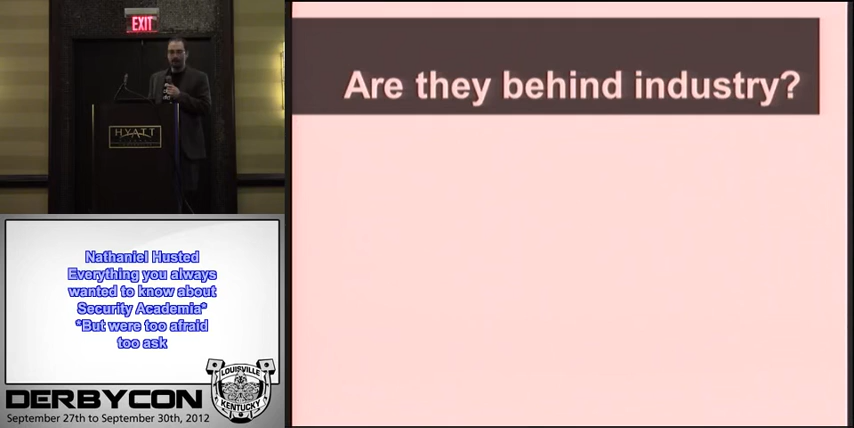 EXIT
HYATT
Are they behind industry?
Nathaniel Husted
Everything you always
wanted to know about
Security Academia*
*But were too afraid
too ask
LOUISVILLE
KENTUCKY
DERBYCON
September 27th to September 30th, 2012